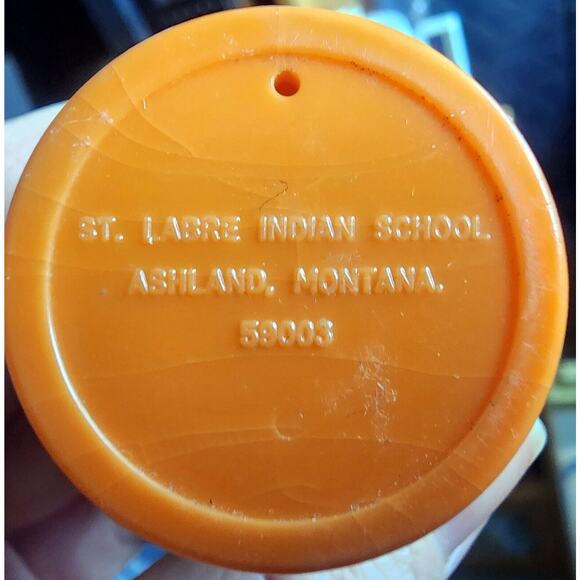 ST. LABRE INDIAN SCHOOL
ASHLAND, MONTANA.
59003